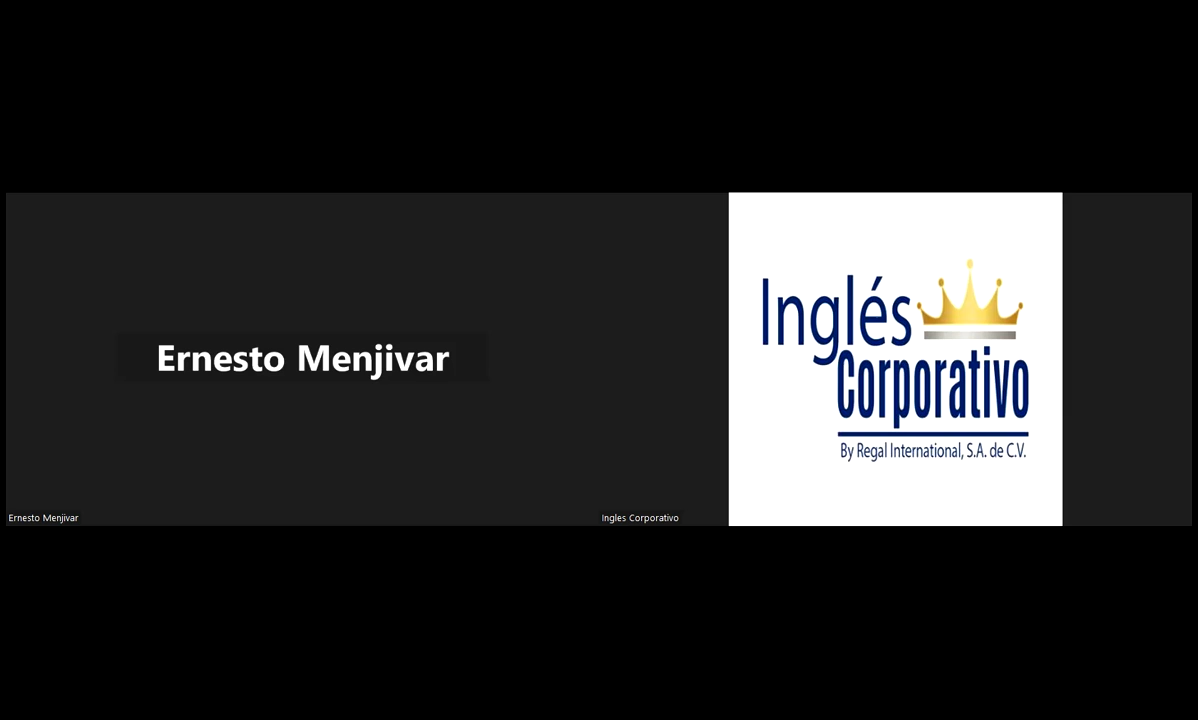 Ernesto Menjivar
Ernesto Menjivar
Inglés
Corporativo
By Regal International, S.A. de C.V.
Ingles Corporativo